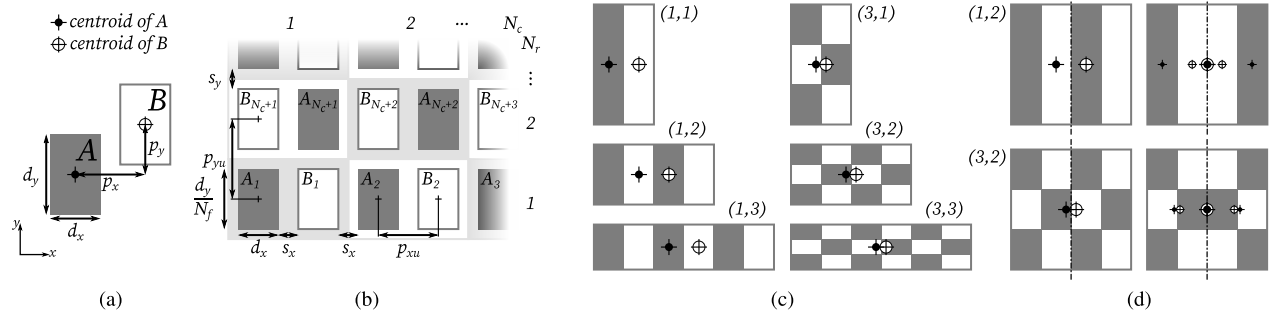 centroid of A
centroid of B
B
A
p_y
p_x
d_y
d_x
y
x
(a)
1 2 ... N_c
N_r
s_y
⋮
B_{N_c+1} A_{N_c+1} B_{N_c+2} A_{N_c+2} B_{N_c+3}
2
p_{yu}
d_y
N_f
A_1 B_1 A_2 B_2 A_3
1
d_x s_x s_x p_{xu}
(b)
(1,1) (3,1)
(1,2) (3,2)
(1,3) (3,3)
(c)
(1,2)
(3,2)
(d)